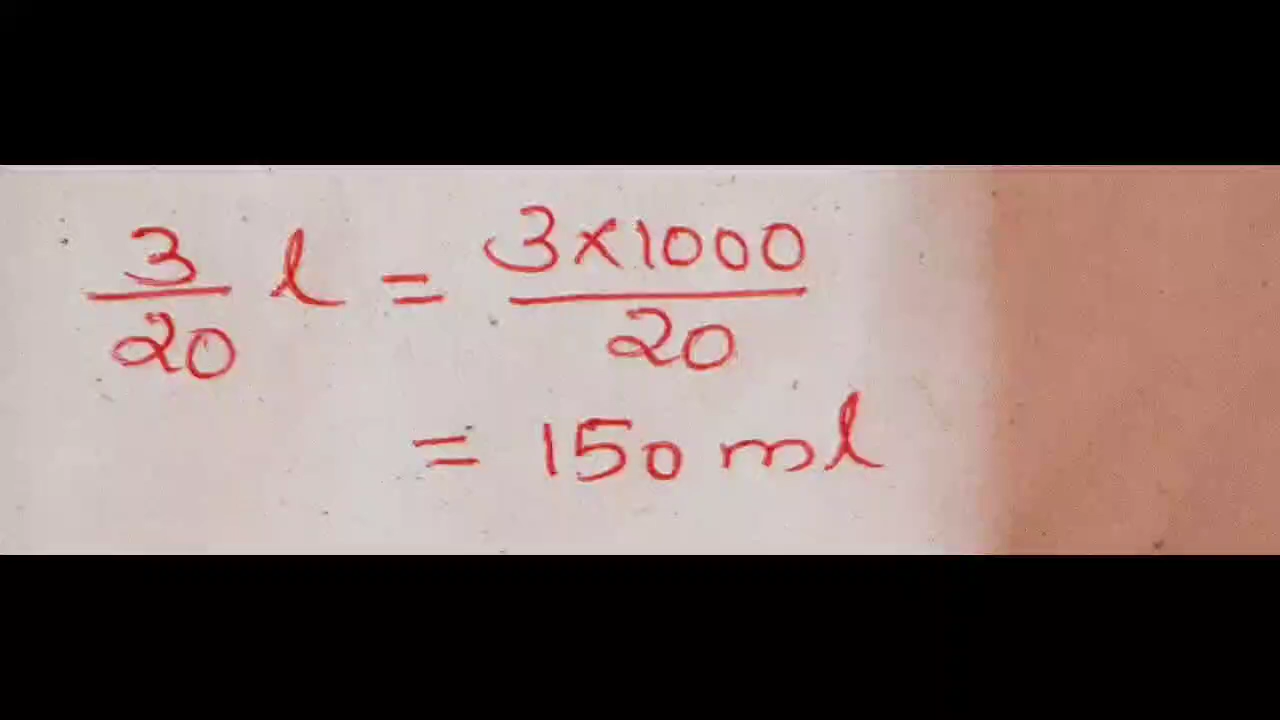 3/20 l = 3×1000/20
= 150 ml